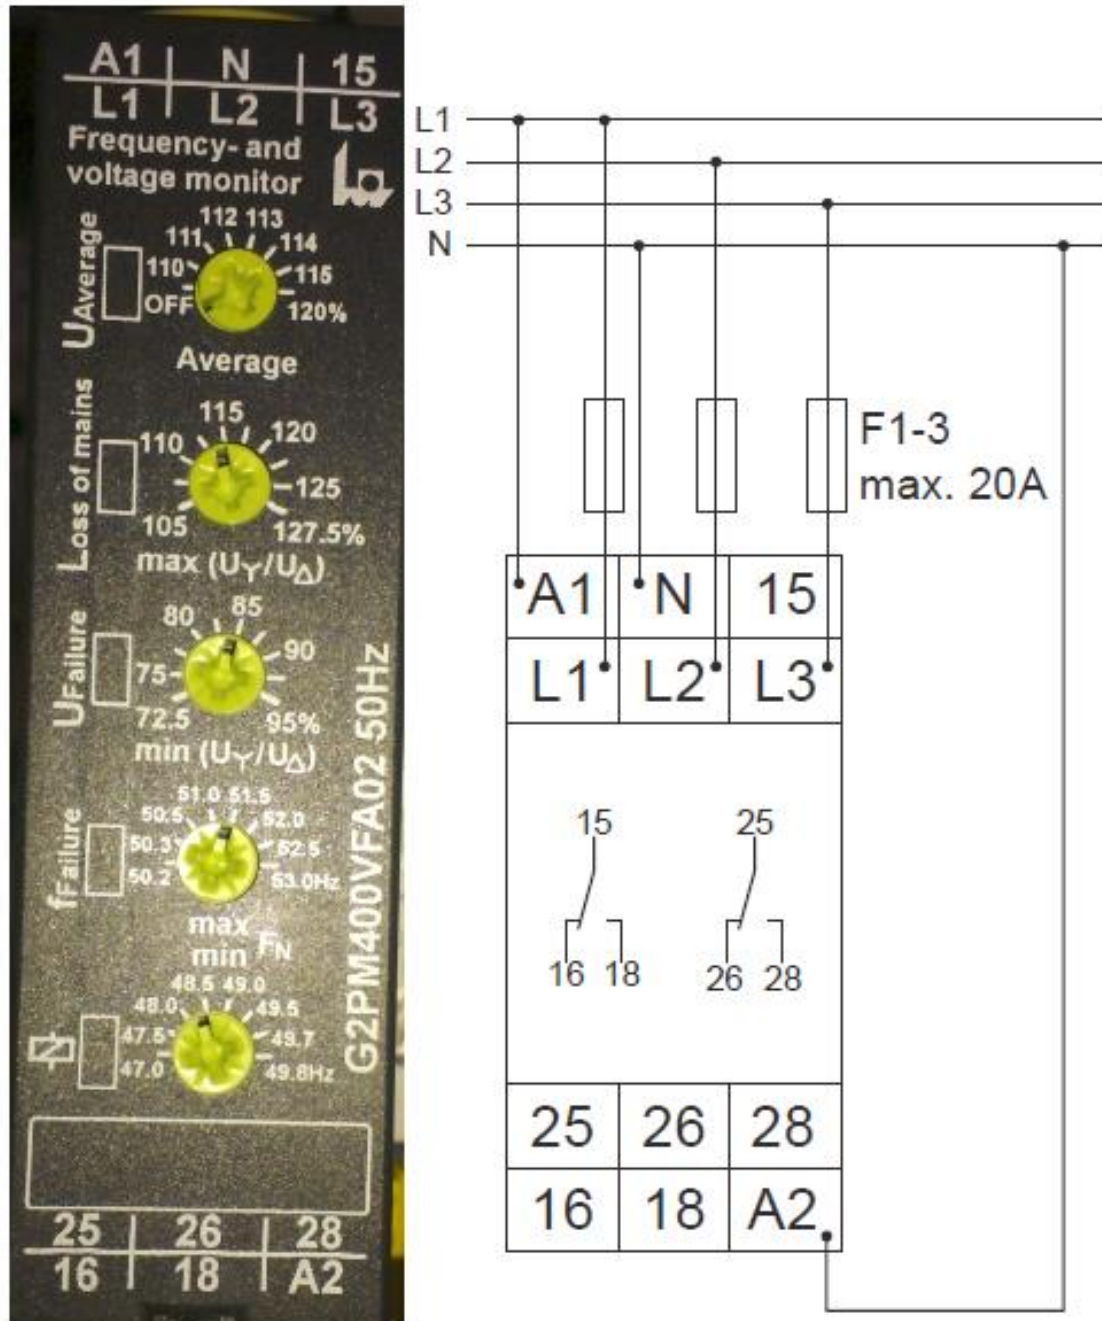 A1 N 15
L1 L2 L3
Frequency- and
voltage monitor
UAverage
OFF 110 111 112 113 114 115 120%
Average
Loss of mains
105 110 115 120 125 127.5%
max (UY/UΔ)
UFailure
72.5 75 80 85 90 95%
min (UY/UΔ)
fFailure
50.2 50.3 50.5 51.0 51.5 52.0 52.5 53.0Hz
max
min FN
47.0 47.5 48.0 48.5 49.0 49.5 49.7 49.8Hz
G2PM400VFA02 50Hz
25 26 28
16 18 A2
L1
L2
L3
N
F1-3
max. 20A
A1 N 15
L1 L2 L3
15 25
16 18 26 28
25 26 28
16 18 A2